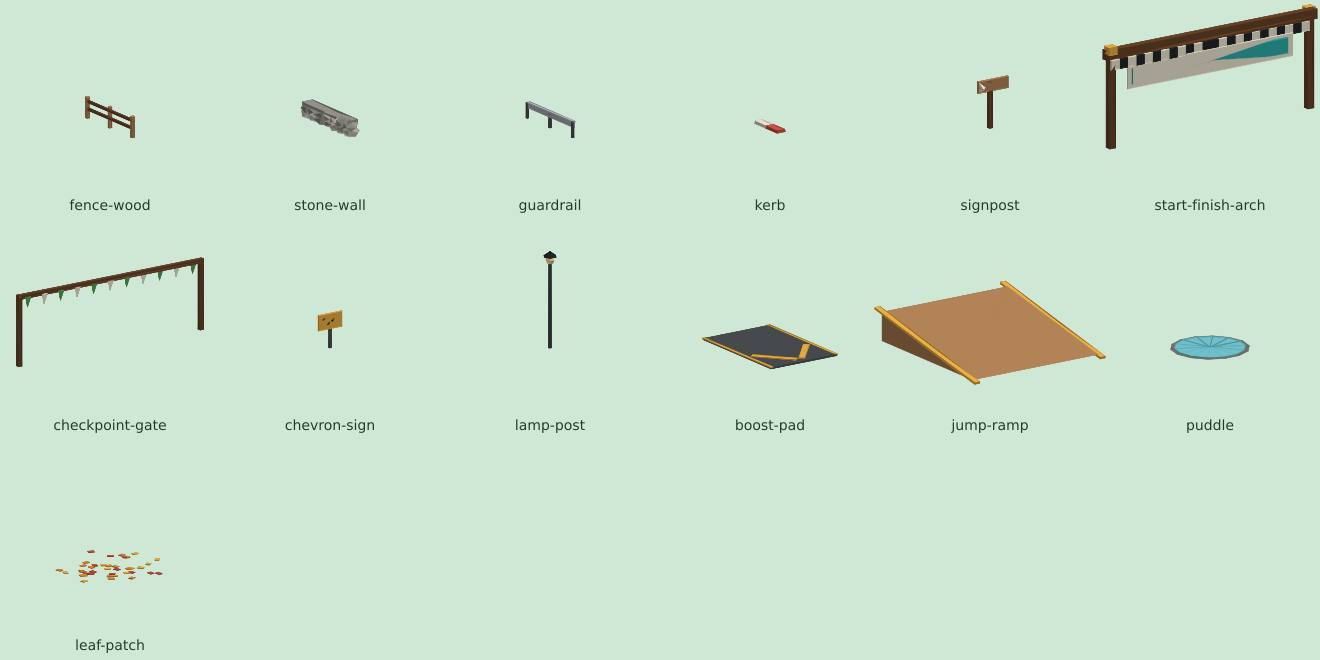 fence-wood
stone-wall
guardrail
kerb
signpost
start-finish-arch
checkpoint-gate
chevron-sign
lamp-post
boost-pad
jump-ramp
puddle
leaf-patch